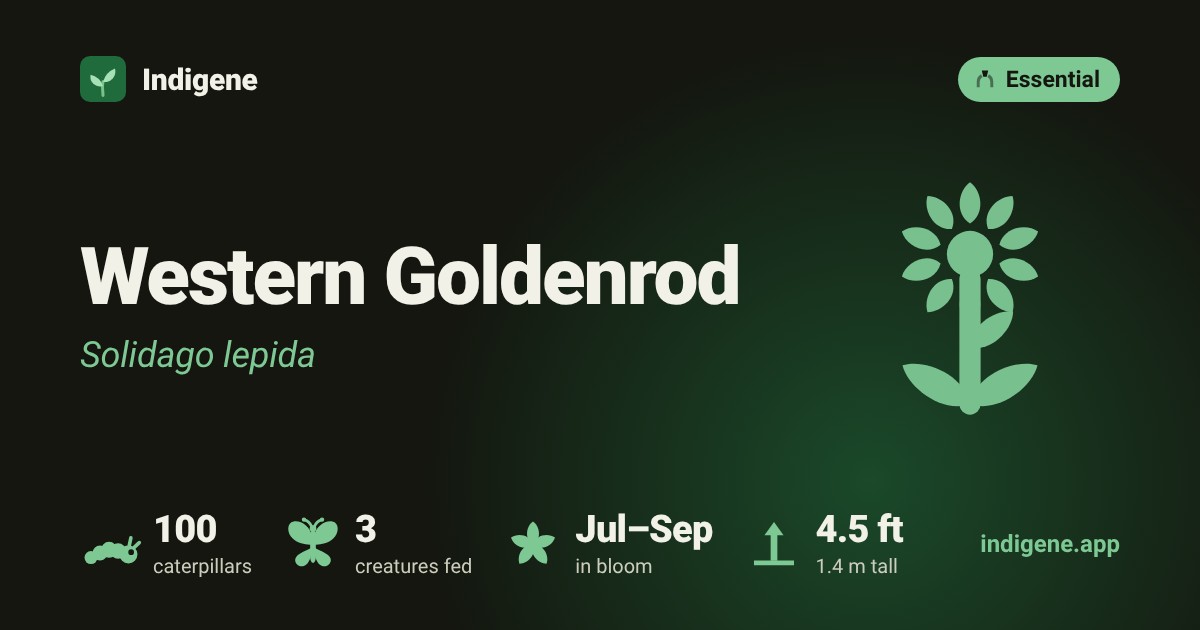 Indigene
Essential
Western Goldenrod
Solidago lepida
100
caterpillars
3
creatures fed
Jul–Sep
in bloom
4.5 ft
1.4 m tall
indigene.app